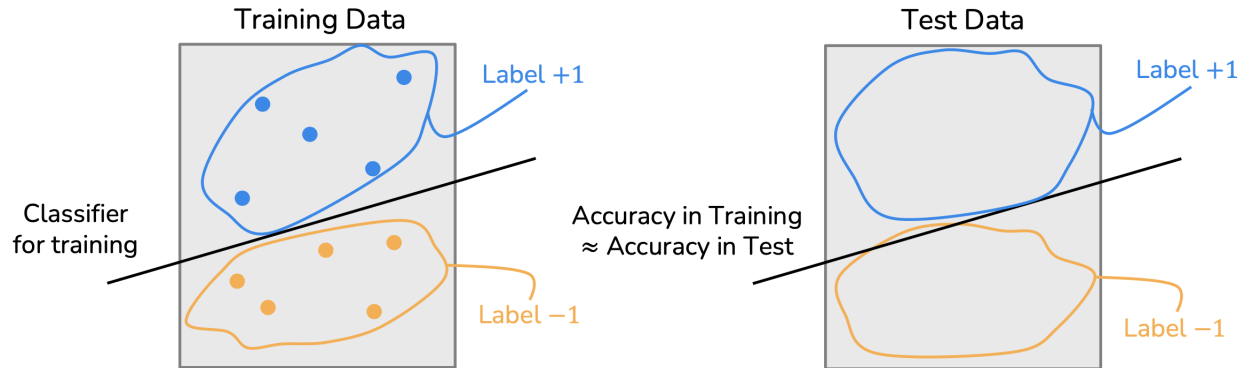 Training Data
Label +1
Classifier
for training
Label −1
Test Data
Label +1
Accuracy in Training
≈ Accuracy in Test
Label −1